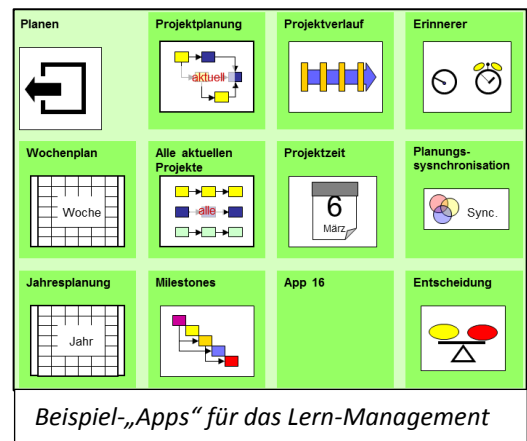 Planen
Projektplanung
aktuell
Projektverlauf
Erinnerer
Wochenplan
Woche
Alle aktuellen
Projekte
alle
Projektzeit
6
März
Planungs-
sysnchronisation
Sync.
Jahresplanung
Jahr
Milestones
App 16
Entscheidung
Beispiel-„Apps“ für das Lern-Management